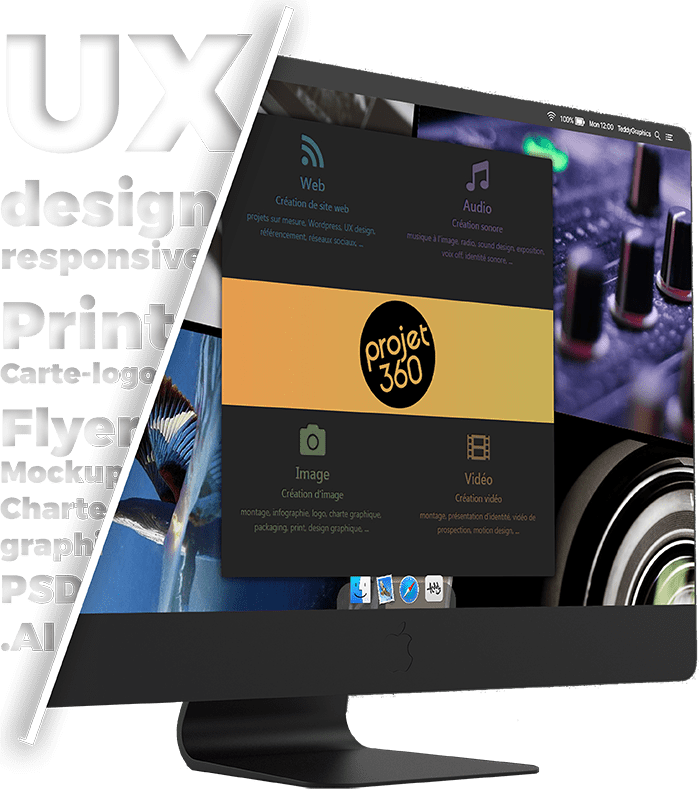 UX
design
responsive
Print
Carte-logo
Flyer
Mockup
Charte
graphi
PSD
.AI
100% Mon 12:00 TeddyGraphics
Web
Création de site web
projets sur mesure, Wordpress, UX design,
référencement, réseaux sociaux, ...
Audio
Création sonore
musique à l'image, radio, sound design, exposition,
voix off, identité sonore, ...
projet
360
Image
Création d'image
montage, infographie, logo, charte graphique,
packaging, print, design graphique, ...
Vidéo
Création vidéo
montage, présentation d'identité, vidéo de
prospection, motion design, ...